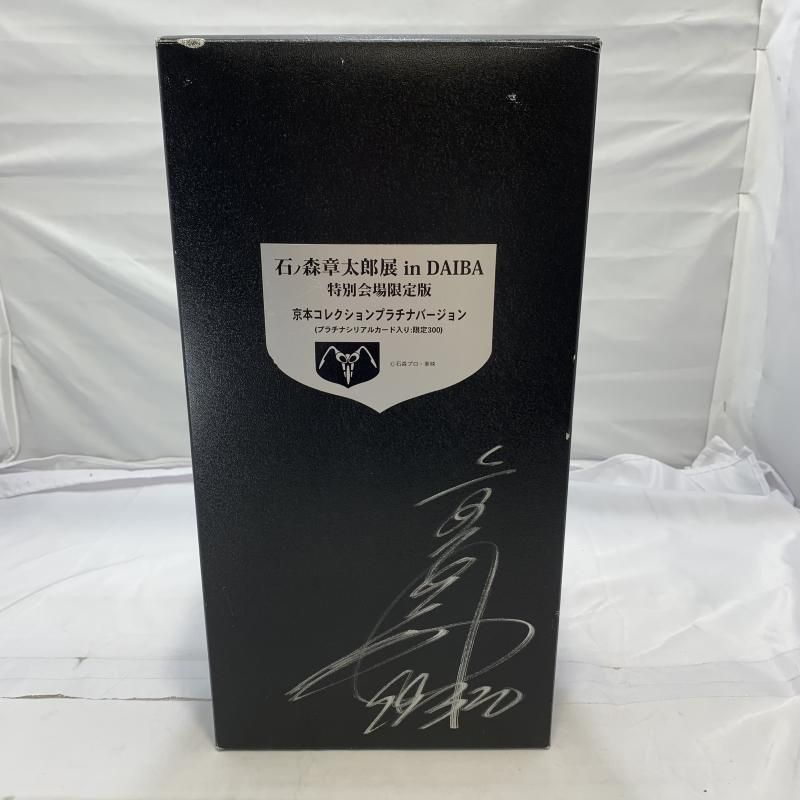 石ノ森章太郎展 in DAIBA
特別会場限定版
京本コレクションプラチナバージョン
(プラチナシリアルカード入り:限定300)
©石森プロ・東映